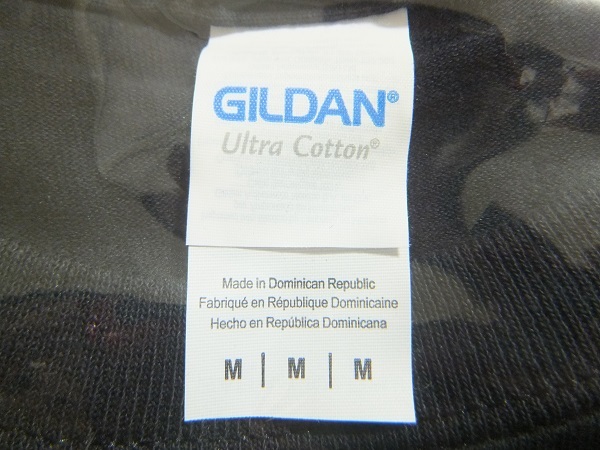 GILDAN®
Ultra Cotton®
Made in Dominican Republic
Fabriqué en République Dominicaine
Hecho en República Dominicana
M | M | M